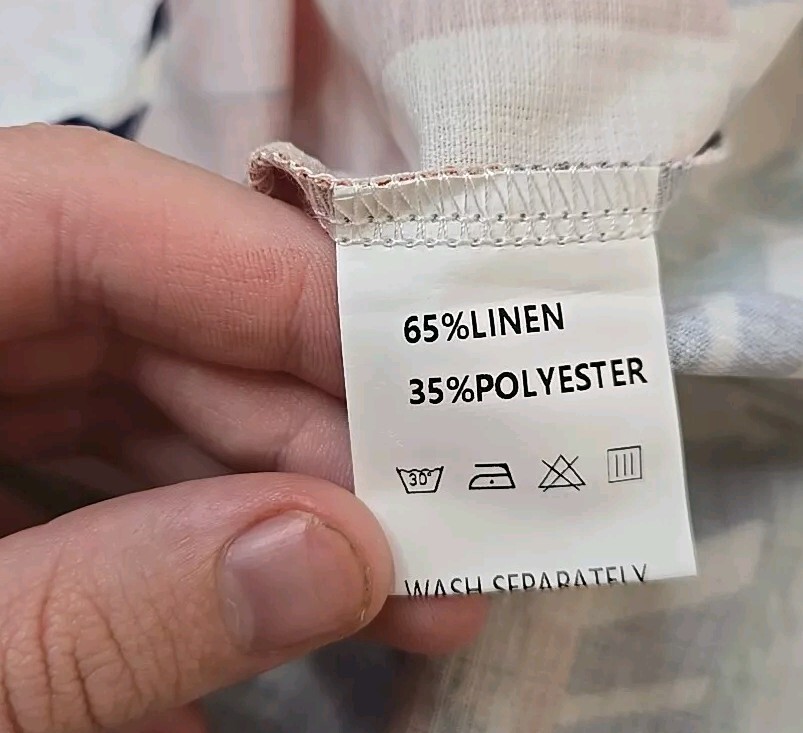 65%LINEN
35%POLYESTER
30°
WASH SEPARATELY